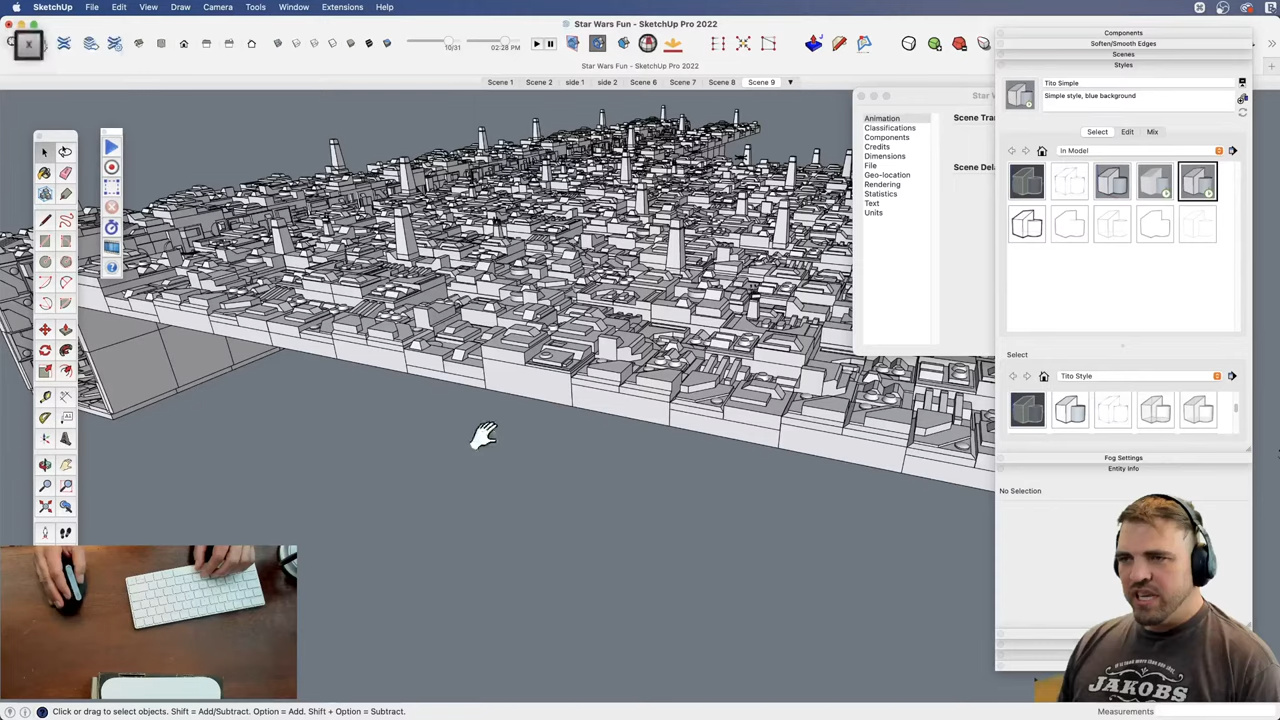 SketchUp File Edit View Draw Camera Tools Window Extensions Help
Star Wars Fun - SketchUp Pro 2022
X
10/31 02:28 PM
Star Wars Fun - SketchUp Pro 2022
Scene 1 Scene 2 side 1 side 2 Scene 6 Scene 7 Scene 8 Scene 9
Star W
Animation
Classifications
Components
Credits
Dimensions
File
Geo-location
Rendering
Statistics
Text
Units
Scene Tra
Scene Dela
Components
Soften/Smooth Edges
Scenes
Styles
Tito Simple
Simple style, blue background
Select Edit Mix
In Model
Select
Tito Style
Fog Settings
Entity Info
No Selection
JAKOBS
Click or drag to select objects. Shift = Add/Subtract. Option = Add. Shift + Option = Subtract.
Measurements